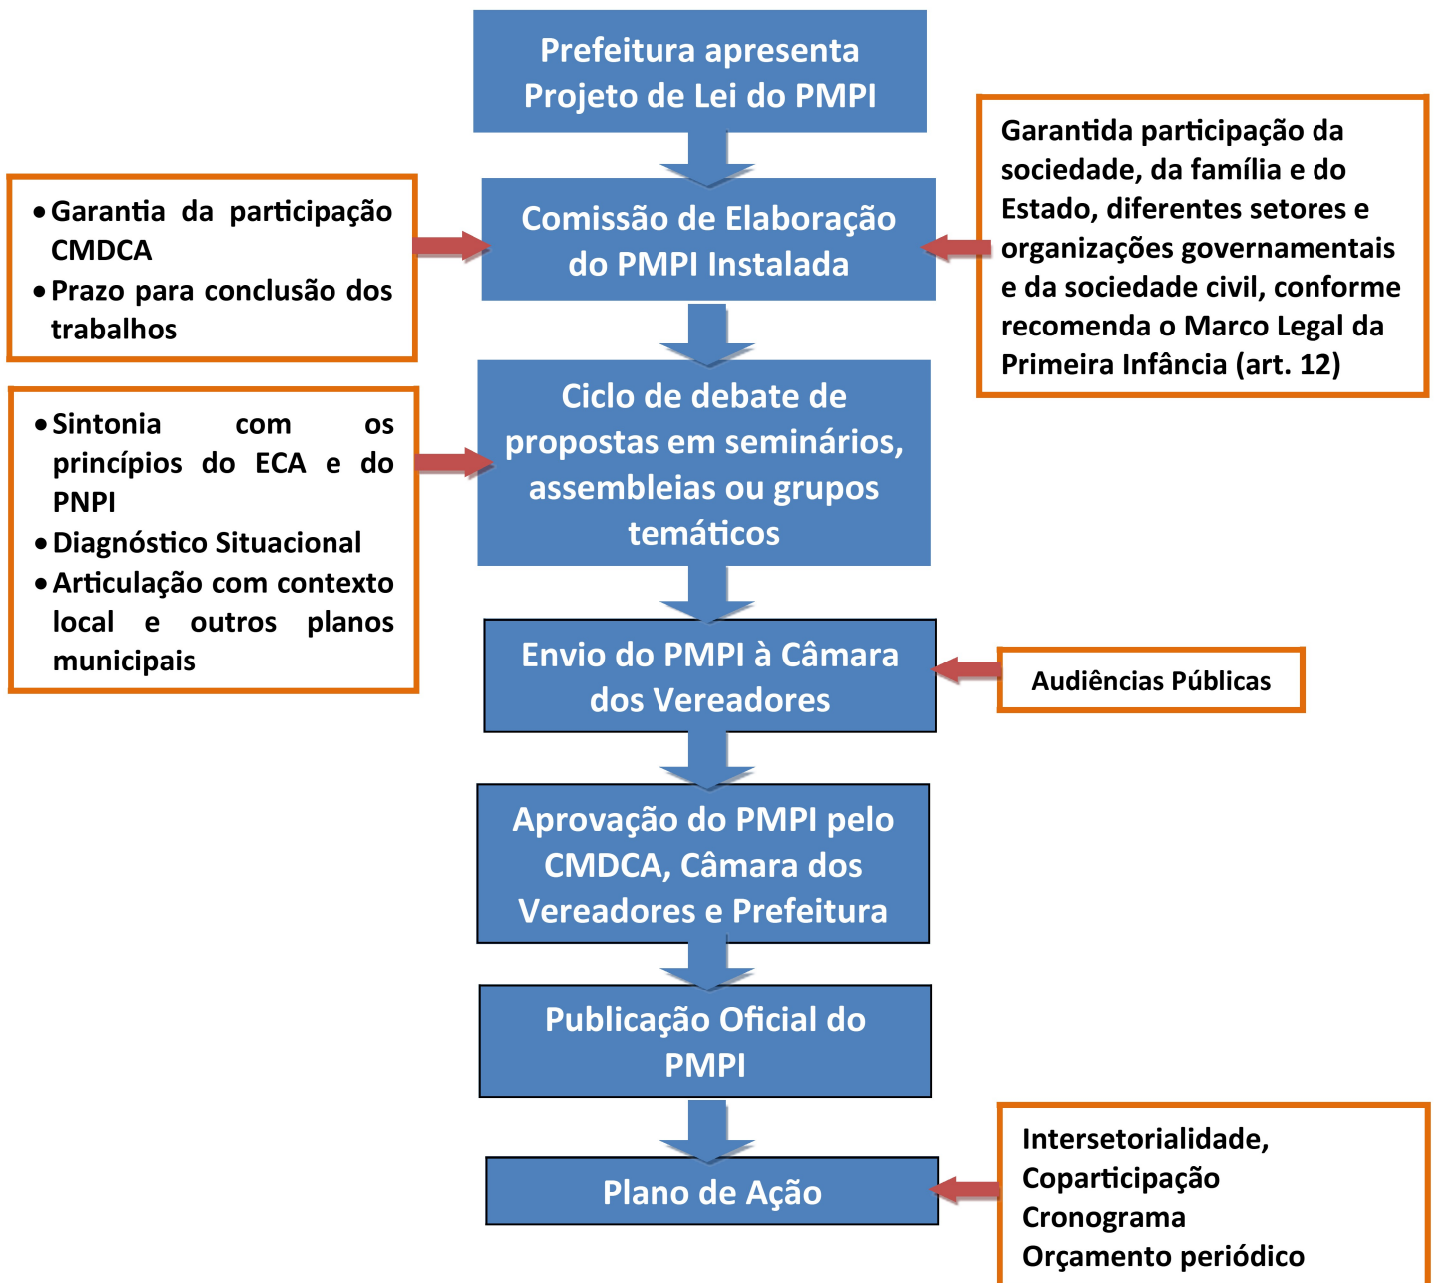 Prefeitura apresenta
Projeto de Lei do PMPI
Garantida participação da
sociedade, da família e do
Estado, diferentes setores e
organizações governamentais
e da sociedade civil, conforme
recomenda o Marco Legal da
Primeira Infância (art. 12)
• Garantia da participação
CMDCA
• Prazo para conclusão dos
trabalhos
Comissão de Elaboração
do PMPI Instalada
• Sintonia com os
princípios do ECA e do
PNPI
• Diagnóstico Situacional
• Articulação com contexto
local e outros planos
municipais
Ciclo de debate de
propostas em seminários,
assembleias ou grupos
temáticos
Envio do PMPI à Câmara
dos Vereadores
Audiências Públicas
Aprovação do PMPI pelo
CMDCA, Câmara dos
Vereadores e Prefeitura
Publicação Oficial do
PMPI
Plano de Ação
Intersetorialidade,
Coparticipação
Cronograma
Orçamento periódico